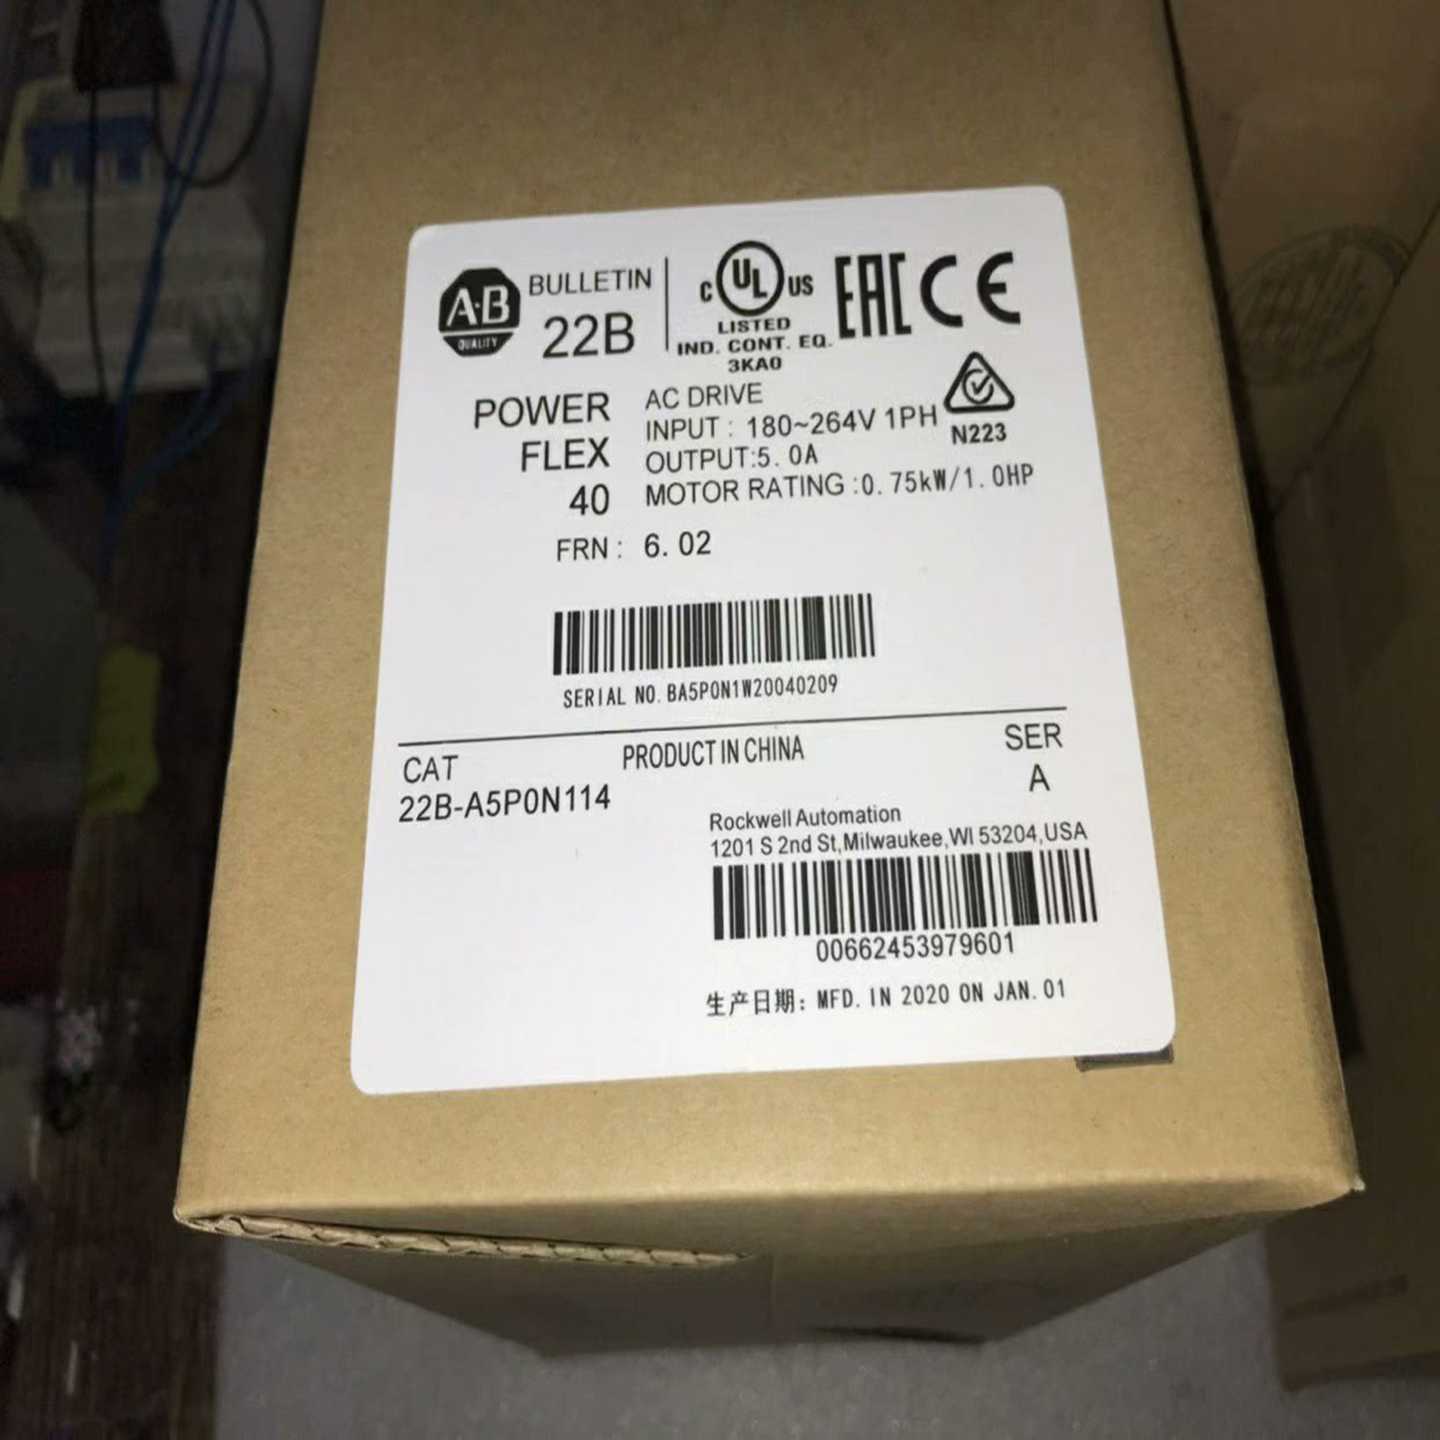 A·B
QUALITY
BULLETIN
22B
C UL US
LISTED
IND. CONT. EQ.
3KA0
EAC CE
N223
POWER
FLEX
40
AC DRIVE
INPUT : 180~264V 1PH
OUTPUT:5.0A
MOTOR RATING :0.75kW/1.0HP
FRN : 6.02
SERIAL NO. BA5P0N1W20040209
CAT
22B-A5P0N114
PRODUCT IN CHINA
SER
A
Rockwell Automation
1201 S 2nd St,Milwaukee,WI 53204,USA
00662453979601
生产日期: MFD. IN 2020 ON JAN. 01